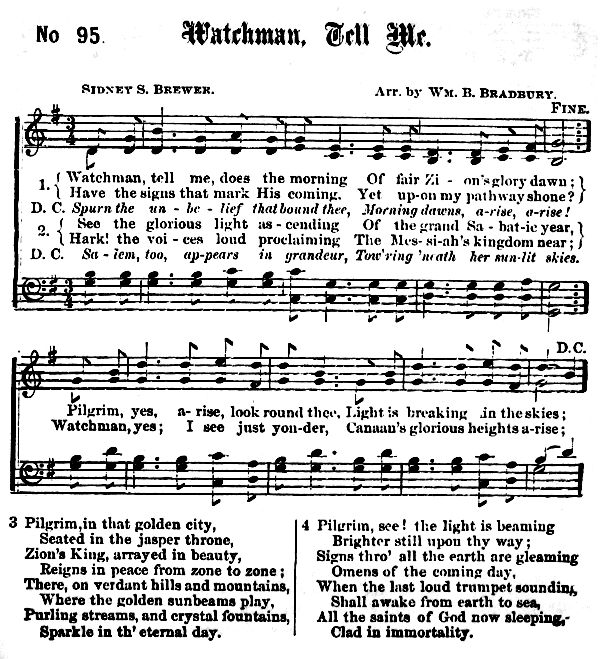 No 95.
Watchman, Tell Me.
SIDNEY S. BREWER.
Arr. by WM. B. BRADBURY.
FINE.
1. { Watchman, tell me, does the morning Of fair Zi - on's glory dawn; }
{ Have the signs that mark His coming. Yet up-on my pathway shone? }
D. C. Spurn the un - be - lief that bound thee, Morning dawns, a-rise, a-rise!
2. { See the glorious light as-cending Of the grand Sa - bat-ic year, }
{ Hark! the voi - ces loud proclaiming The Mes - siah's kingdom near; }
D. C. Sa - lem, too, ap-pears in grandeur, Tow'ring 'neath her sun-lit skies.
D.C.
Pilgrim, yes, a-rise, look round thee, Light is breaking in the skies;
Watchman, yes; I see just yon-der, Canaan's glorious heights a-rise;
3 Pilgrim, in that golden city,
Seated in the jasper throne,
Zion's King, arrayed in beauty,
Reigns in peace from zone to zone;
There, on verdant hills and mountains,
Where the golden sunbeams play,
Purling streams, and crystal fountains,
Sparkle in th' eternal day.
4 Pilgrim, see! the light is beaming
Brighter still upon thy way;
Signs thro' all the earth are gleaming
Omens of the coming day,
When the last loud trumpet sounding,
Shall awake from earth to sea,
All the saints of God now sleeping,
Clad in immortality.